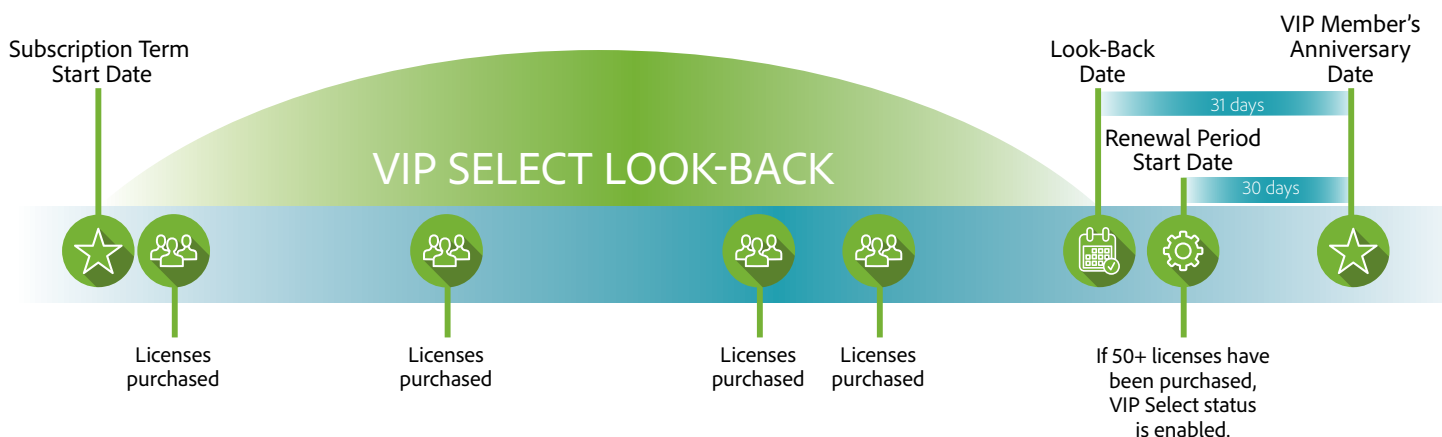 Subscription Term
Start Date
Look-Back
Date
VIP Member's
Anniversary
Date
31 days
Renewal Period
Start Date
30 days
VIP SELECT LOOK-BACK
Licenses
purchased
Licenses
purchased
Licenses
purchased
Licenses
purchased
If 50+ licenses have
been purchased,
VIP Select status
is enabled.